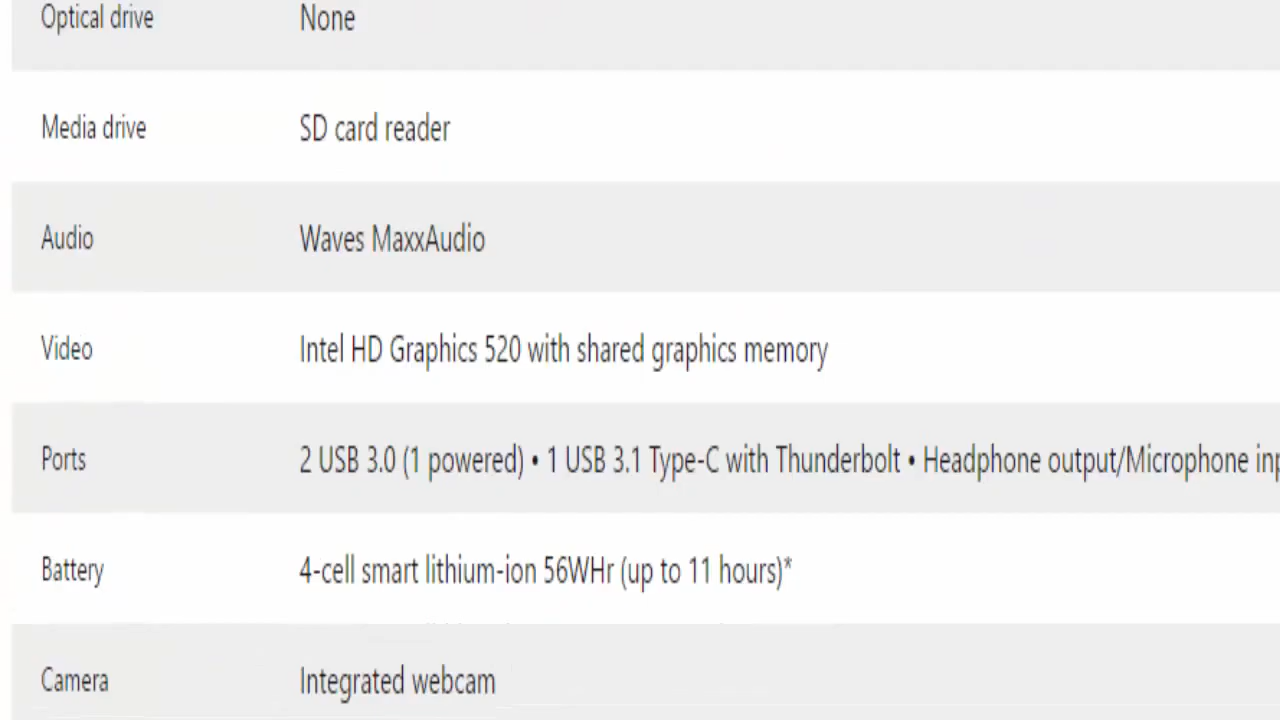 Optical drive None
Media drive SD card reader
Audio Waves MaxxAudio
Video Intel HD Graphics 520 with shared graphics memory
Ports 2 USB 3.0 (1 powered) • 1 USB 3.1 Type-C with Thunderbolt • Headphone output/Microphone inp
Battery 4-cell smart lithium-ion 56WHr (up to 11 hours)*
Camera Integrated webcam